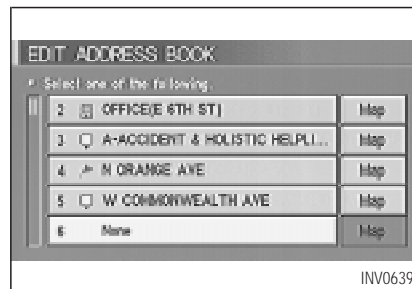 EDIT ADDRESS BOOK
Select one of the following.
2 OFFICE(E 6TH ST) Map
3 A-ACCIDENT & HOLISTIC HELPLI... Map
4 N ORANGE AVE Map
5 W COMMONWEALTH AVE Map
6 None Map
INV0639